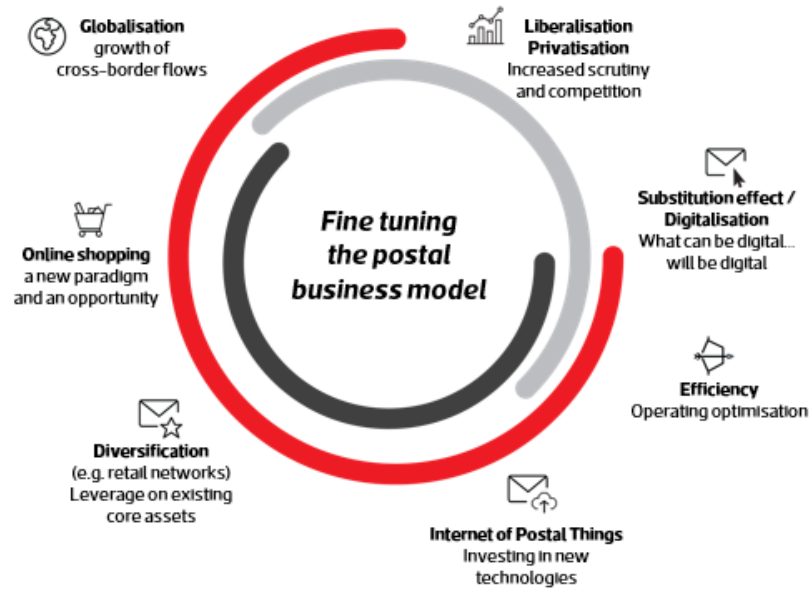 Globalisation
growth of
cross-border flows
Liberalisation
Privatisation
Increased scrutiny
and competition
Substitution effect /
Digitalisation
What can be digital...
will be digital
Fine tuning
the postal
business model
Online shopping
a new paradigm
and an opportunity
Efficiency
Operating optimisation
Diversification
(e.g. retail networks)
Leverage on existing
core assets
Internet of Postal Things
Investing in new
technologies